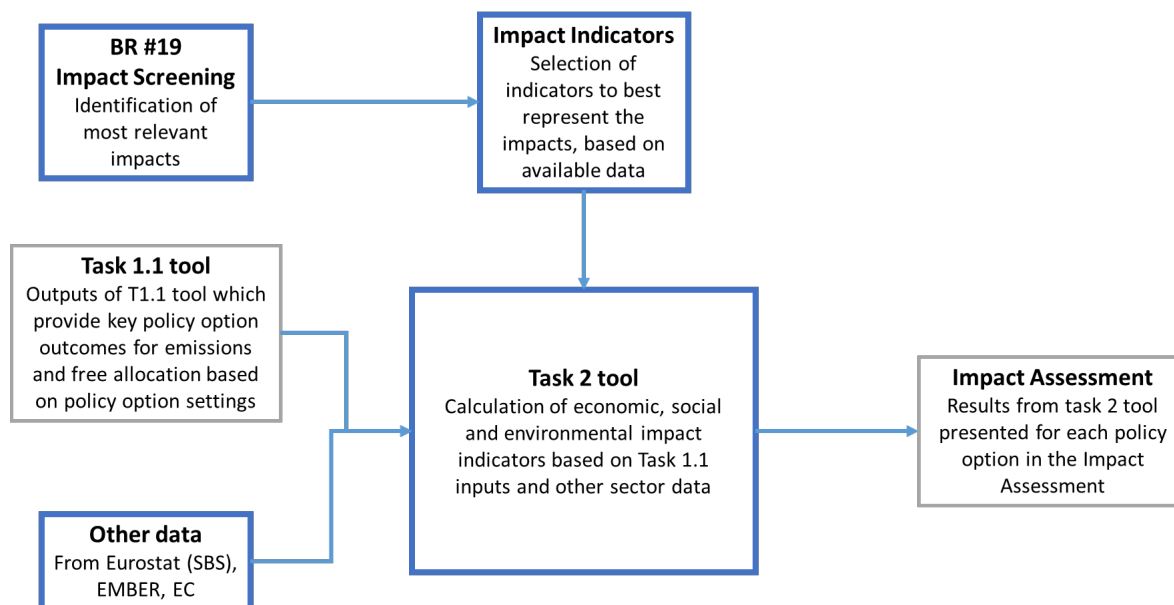 BR #19
Impact Screening
Identification of
most relevant
impacts
Impact Indicators
Selection of
indicators to best
represent the
impacts, based on
available data
Task 1.1 tool
Outputs of T1.1 tool which
provide key policy option
outcomes for emissions
and free allocation based
on policy option settings
Task 2 tool
Calculation of economic, social
and environmental impact
indicators based on Task 1.1
inputs and other sector data
Impact Assessment
Results from task 2 tool
presented for each policy
option in the Impact
Assessment
Other data
From Eurostat (SBS),
EMBER, EC